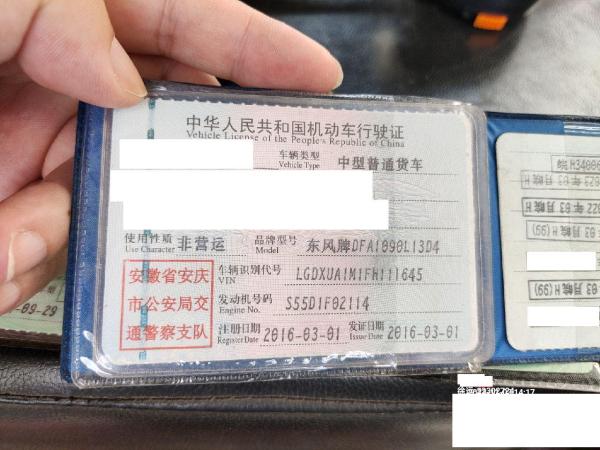 中华人民共和国机动车行驶证
Vehicle License of the People's Republic of China
车辆类型 中型普通货车
Vehicle Type
使用性质 非营运 品牌型号 东风牌DFA1090L13D4
Use Character Model
安徽省安庆 车辆识别代号 LGDXUA1M1FH111645
VIN
市公安局交 发动机号码 S55D1F02114
Engine No.
通警察支队 注册日期 2016-03-01 发证日期 2016-03-01
Register Date Issue Date
-09-29